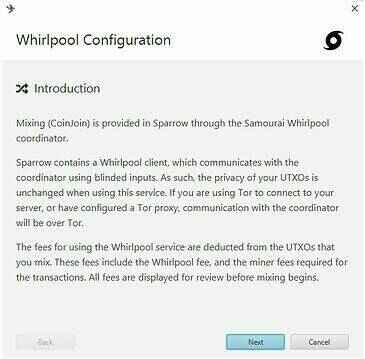 Whirlpool Configuration
Introduction
Mixing (CoinJoin) is provided in Sparrow through the Samourai Whirlpool
coordinator.
Sparrow contains a Whirlpool client, which communicates with the
coordinator using blinded inputs. As such, the privacy of your UTXOs is
unchanged when using this service. If you are using Tor to connect to your
server, or have configured a Tor proxy, communication with the coordinator
will be over Tor.
The fees for using the Whirlpool service are deducted from the UTXOs that
you mix. These fees include the Whirlpool fee, and the miner fees required for
the transactions. All fees are displayed for review before mixing begins.
Back
Next
Cancel